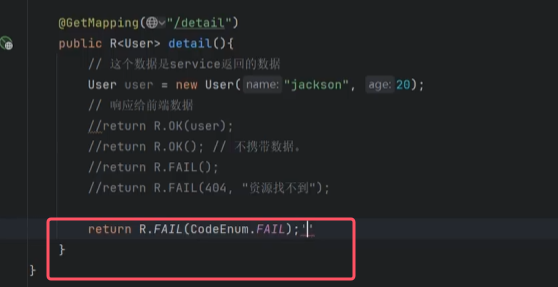 @GetMapping("/detail")
public R<User> detail(){
// 这个数据是service返回的数据
User user = new User( name: "jackson", age: 20);
// 响应给前端数据
//return R.OK(user);
//return R.OK(); // 不携带数据。
//return R.FAIL();
//return R.FAIL(404, "资源找不到");
return R.FAIL(CodeEnum.FAIL);''
}
}